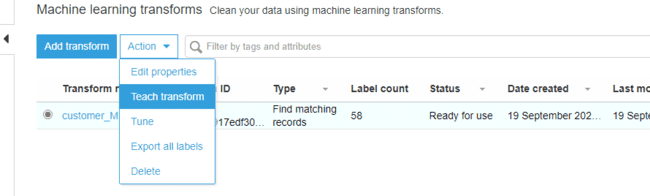 Machine learning transforms Clean your data using machine learning transforms.
Add transform Action Filter by tags and attributes
Edit properties
Teach transform
Tune
Export all labels
Delete
Transform ID Type Label count Status Date created Last mo
customer_M 17edf30... Find matching records 58 Ready for use 19 September 202... 19 Sept